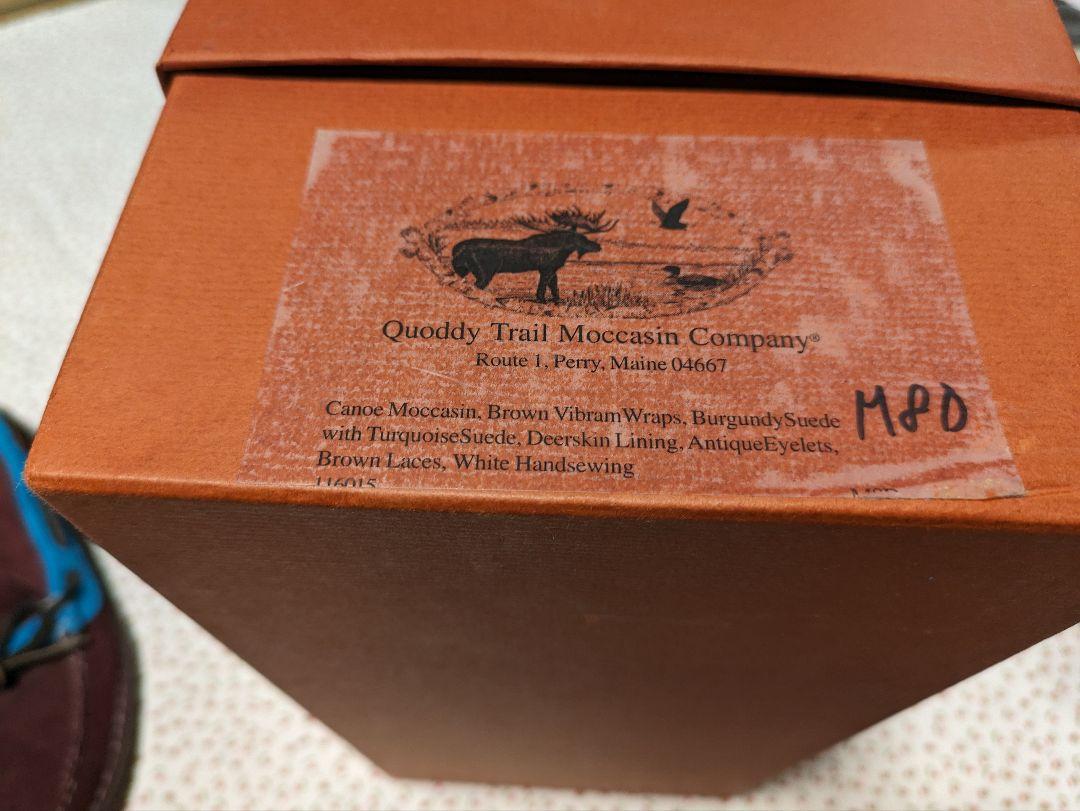 Quoddy Trail Moccasin Company®
Route 1, Perry, Maine 04667
Canoe Moccasin, Brown VibramWraps, BurgundySuede
with TurquoiseSuede, Deerskin Lining, AntiqueEyelets,
Brown Laces, White Handsewing
116015
M8D